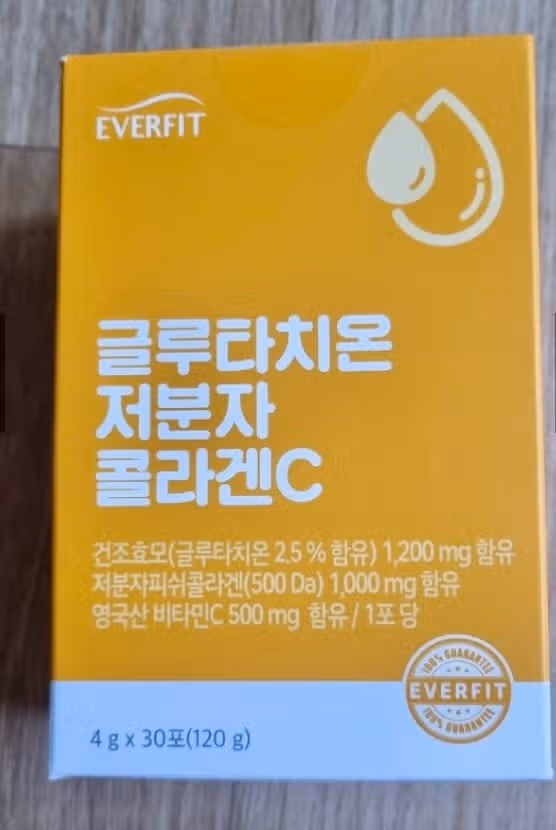 EVERFIT
글루타치온
저분자
콜라겐C
건조효모(글루타치온 2.5 % 함유) 1,200 mg 함유
저분자피쉬콜라겐(500 Da) 1,000 mg 함유
영국산 비타민C 500 mg 함유 / 1포 당
100% GUARANTEE
EVERFIT
100% GUARANTEE
4 g x 30포(120 g)